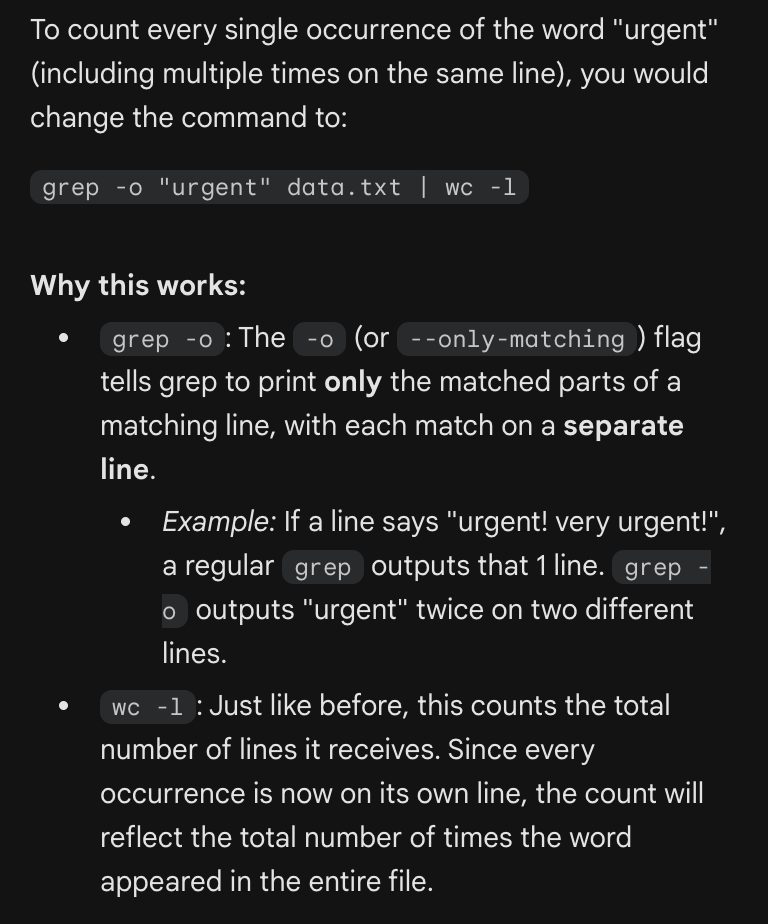 To count every single occurrence of the word "urgent"
(including multiple times on the same line), you would
change the command to:
grep -o "urgent" data.txt | wc -l
Why this works:
• grep -o: The -o (or --only-matching) flag
tells grep to print only the matched parts of a
matching line, with each match on a separate
line.
• Example: If a line says "urgent! very urgent!",
a regular grep outputs that 1 line. grep -
o outputs "urgent" twice on two different
lines.
• wc -l: Just like before, this counts the total
number of lines it receives. Since every
occurrence is now on its own line, the count will
reflect the total number of times the word
appeared in the entire file.